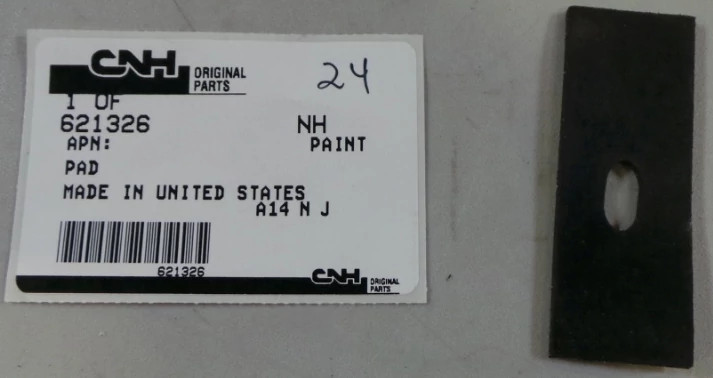 CNH ORIGINAL PARTS
24
1 OF
621326 NH
APN: PAINT
PAD
MADE IN UNITED STATES
A14 N J
621326
CNH ORIGINAL PARTS